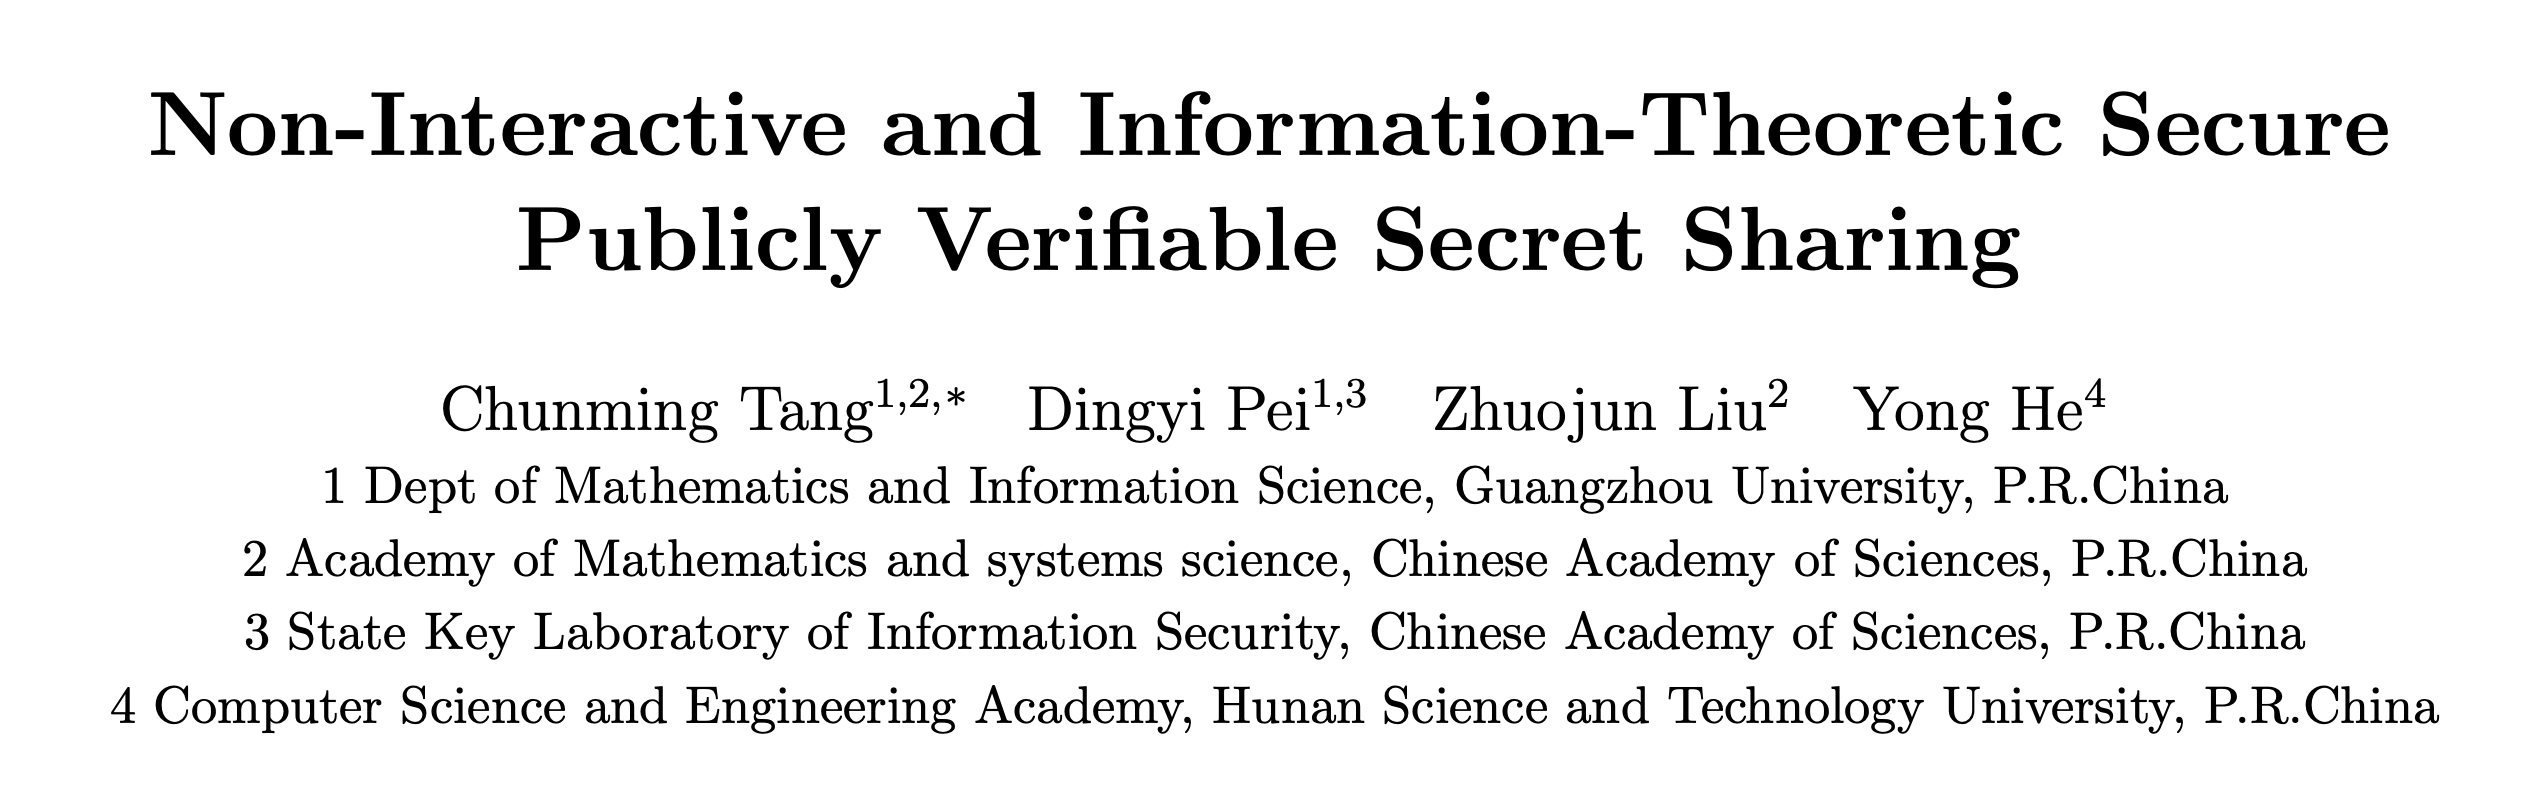 Non-Interactive and Information-Theoretic Secure
Publicly Verifiable Secret Sharing
Chunming Tang1,2,* Dingyi Pei1,3 Zhuojun Liu2 Yong He4
1 Dept of Mathematics and Information Science, Guangzhou University, P.R.China
2 Academy of Mathematics and systems science, Chinese Academy of Sciences, P.R.China
3 State Key Laboratory of Information Security, Chinese Academy of Sciences, P.R.China
4 Computer Science and Engineering Academy, Hunan Science and Technology University, P.R.China